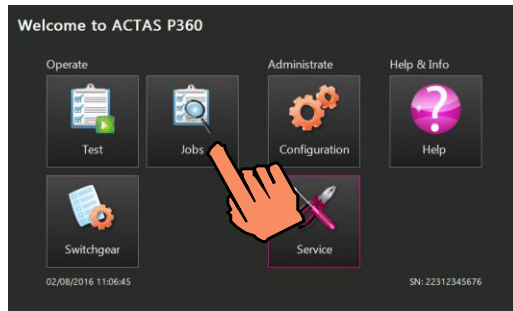 Welcome to ACTAS P360
Operate
Administrate
Help & Info
Test
Jobs
Configuration
Help
Switchgear
Service
02/08/2016 11:06:45
SN: 22312345676